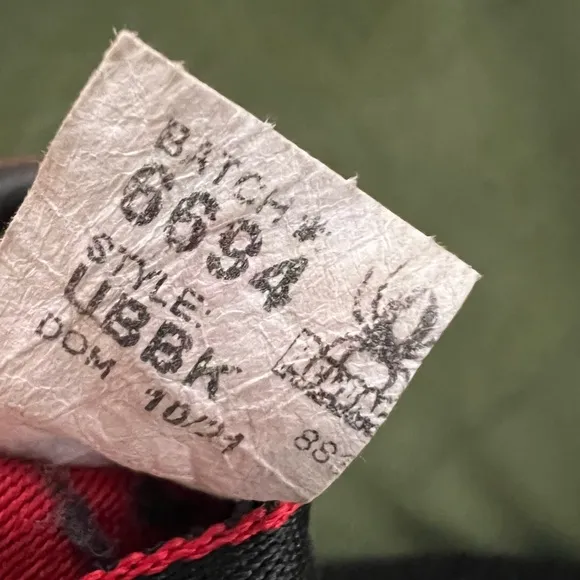 BATCH #
6694
STYLE:
UBBK
DOM 10/21
88